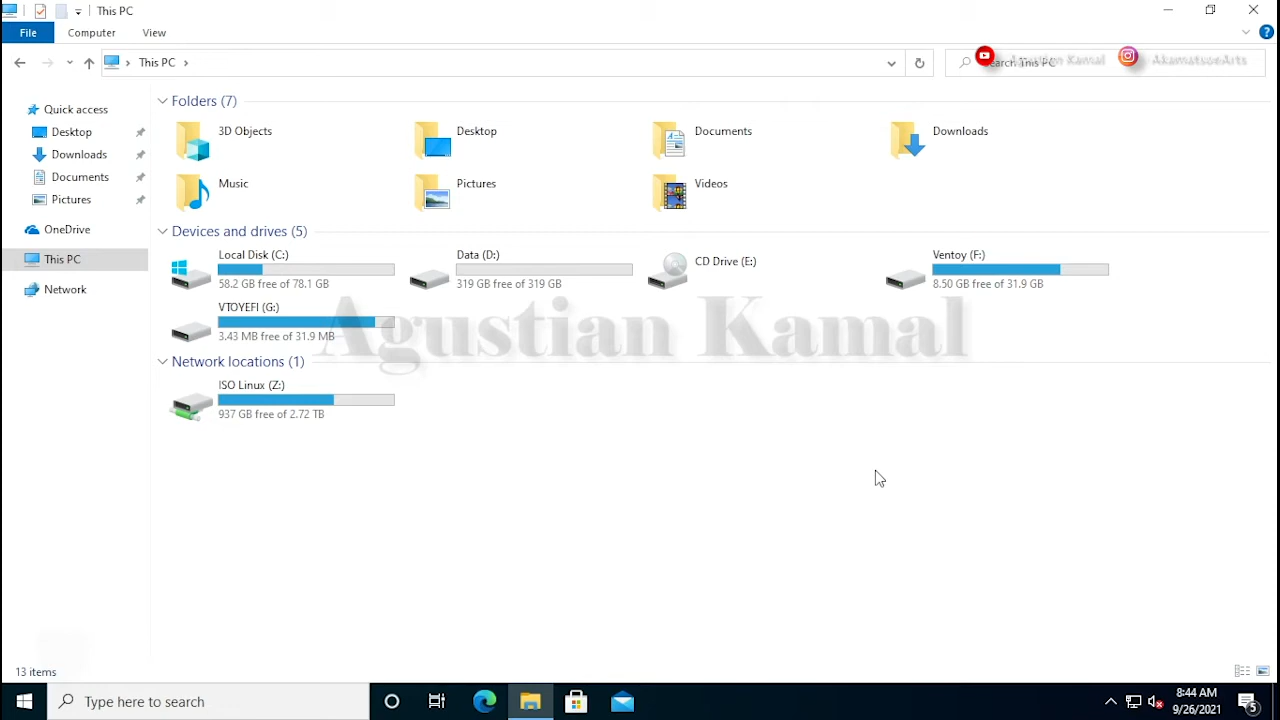 This PC
File Computer View
This PC
Search This PC
Agustian Kamal
AkamatsonArts
Quick access
Desktop
Downloads
Documents
Pictures
OneDrive
This PC
Network
Folders (7)
3D Objects
Desktop
Documents
Downloads
Music
Pictures
Videos
Devices and drives (5)
Local Disk (C:)
58.2 GB free of 78.1 GB
Data (D:)
319 GB free of 319 GB
CD Drive (E:)
Ventoy (F:)
8.50 GB free of 31.9 GB
VTOYEFI (G:)
3.43 MB free of 31.9 MB
Agustian Kamal
Network locations (1)
ISO Linux (Z:)
937 GB free of 2.72 TB
13 items
Type here to search
8:44 AM
9/26/2021
5